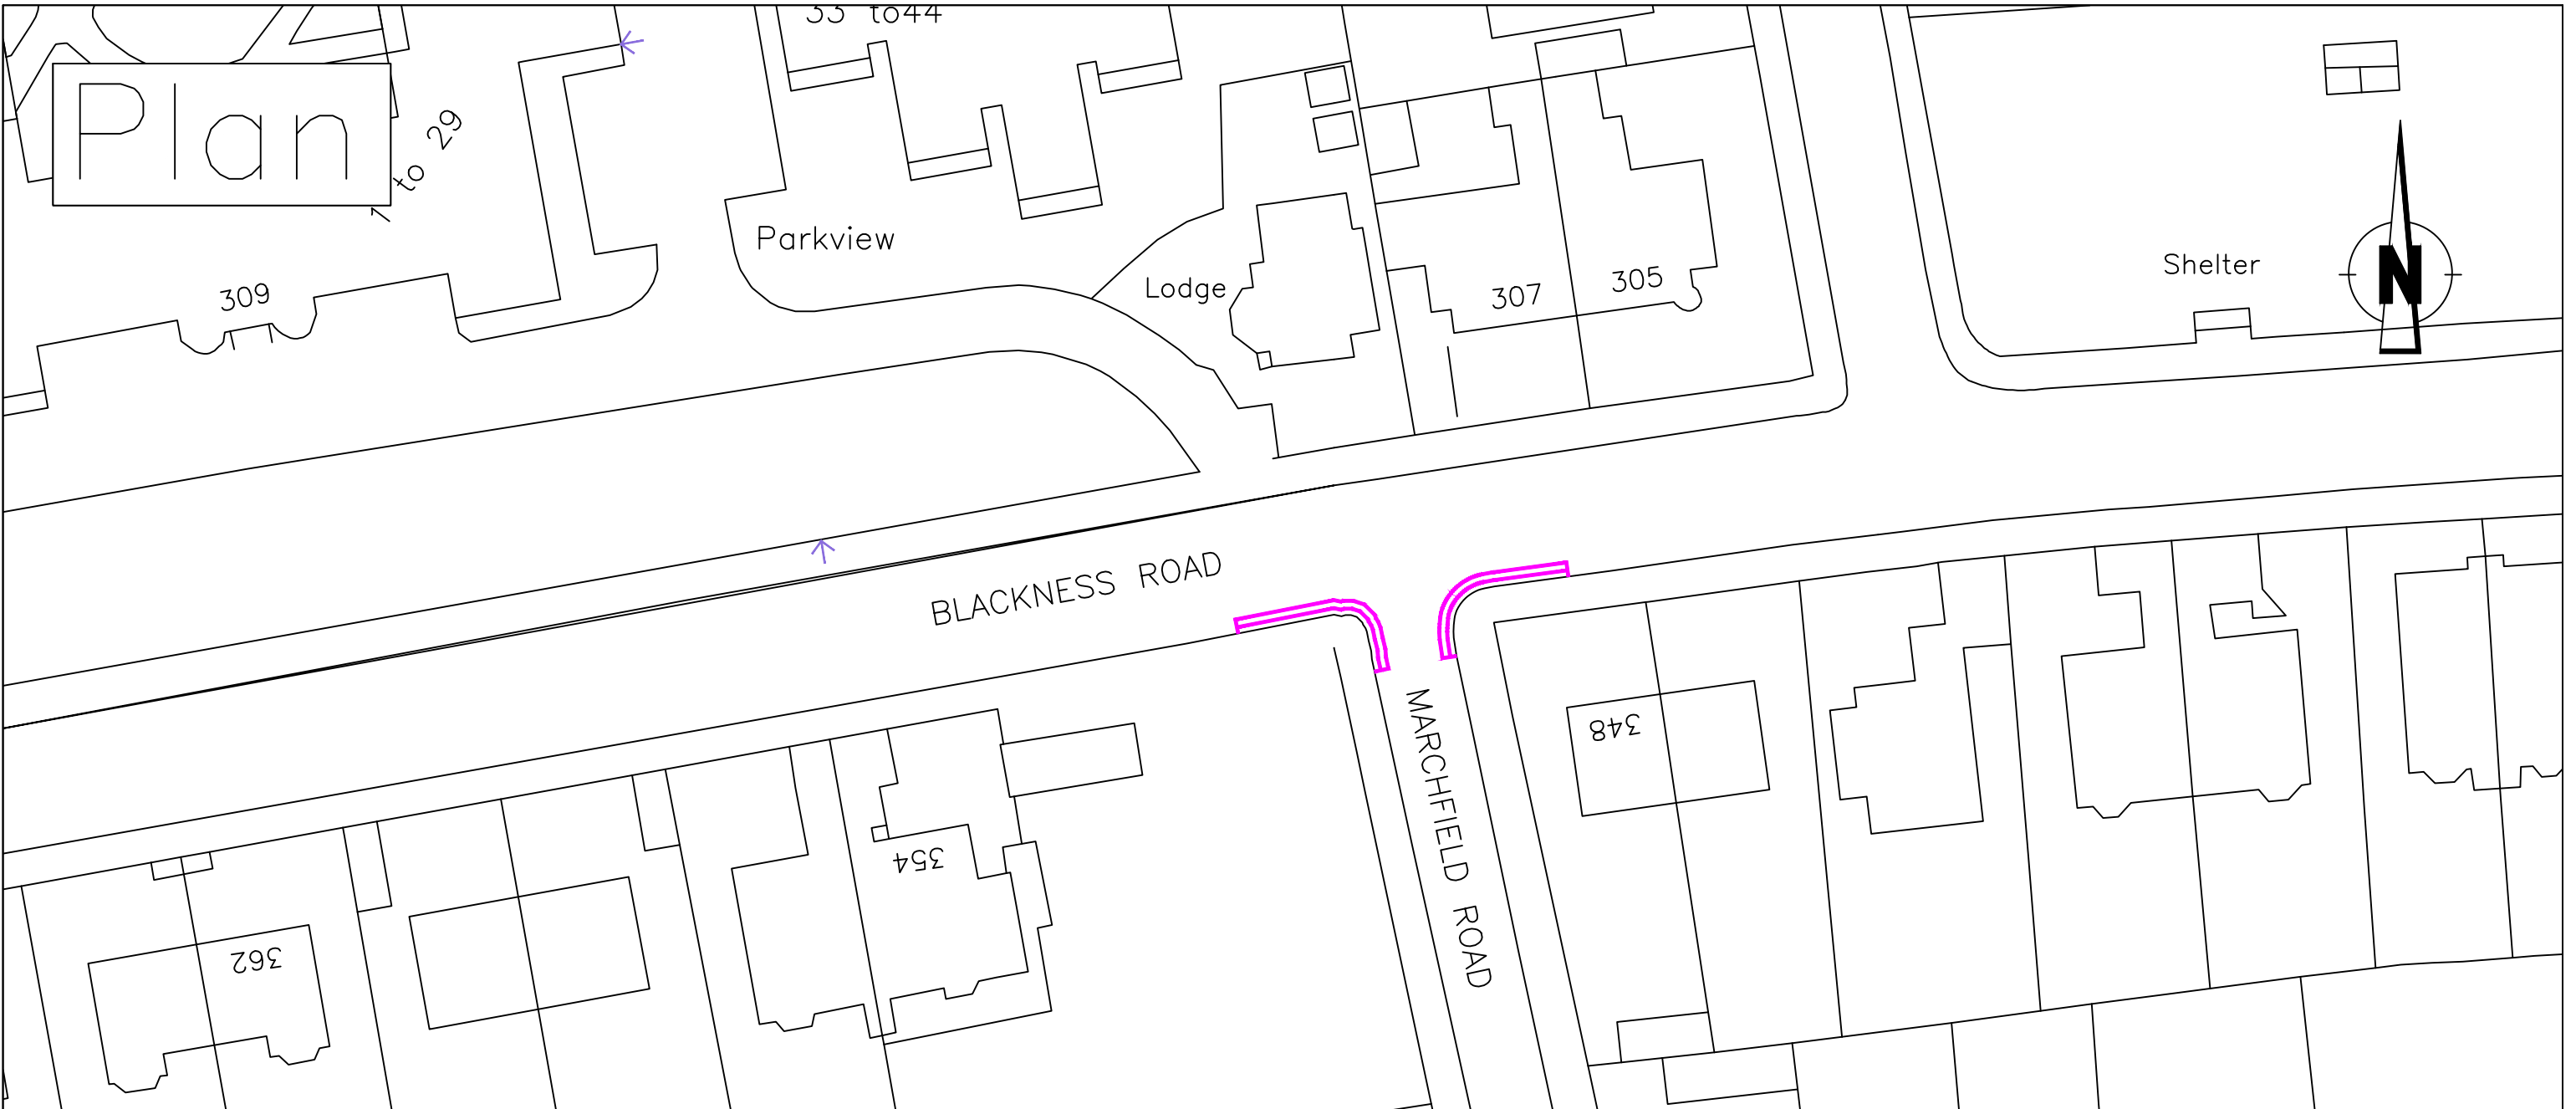 33 to44
Plan
1 to 29
Parkview
309
Lodge
307
305
Shelter
N
BLACKNESS ROAD
MARCHFIELD ROAD
348
354
362